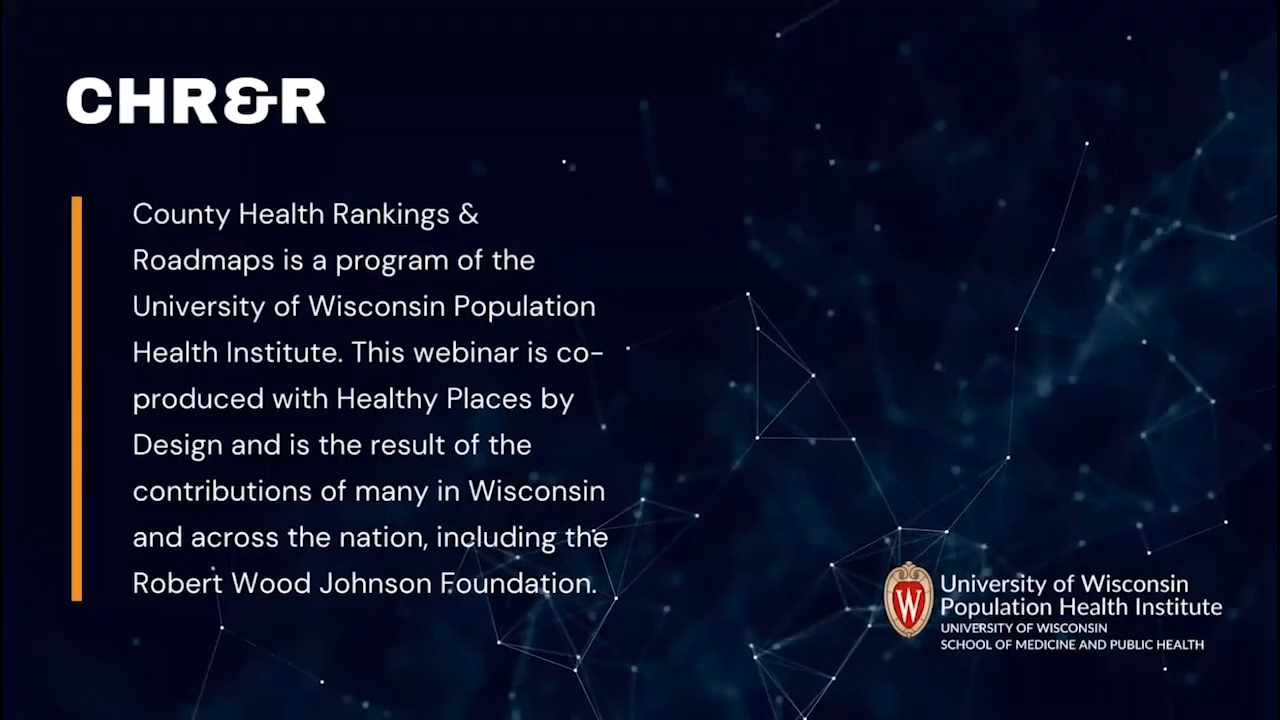 CHR&R
County Health Rankings &
Roadmaps is a program of the
University of Wisconsin Population
Health Institute. This webinar is co-
produced with Healthy Places by
Design and is the result of the
contributions of many in Wisconsin
and across the nation, including the
Robert Wood Johnson Foundation.
W
University of Wisconsin
Population Health Institute
UNIVERSITY OF WISCONSIN
SCHOOL OF MEDICINE AND PUBLIC HEALTH